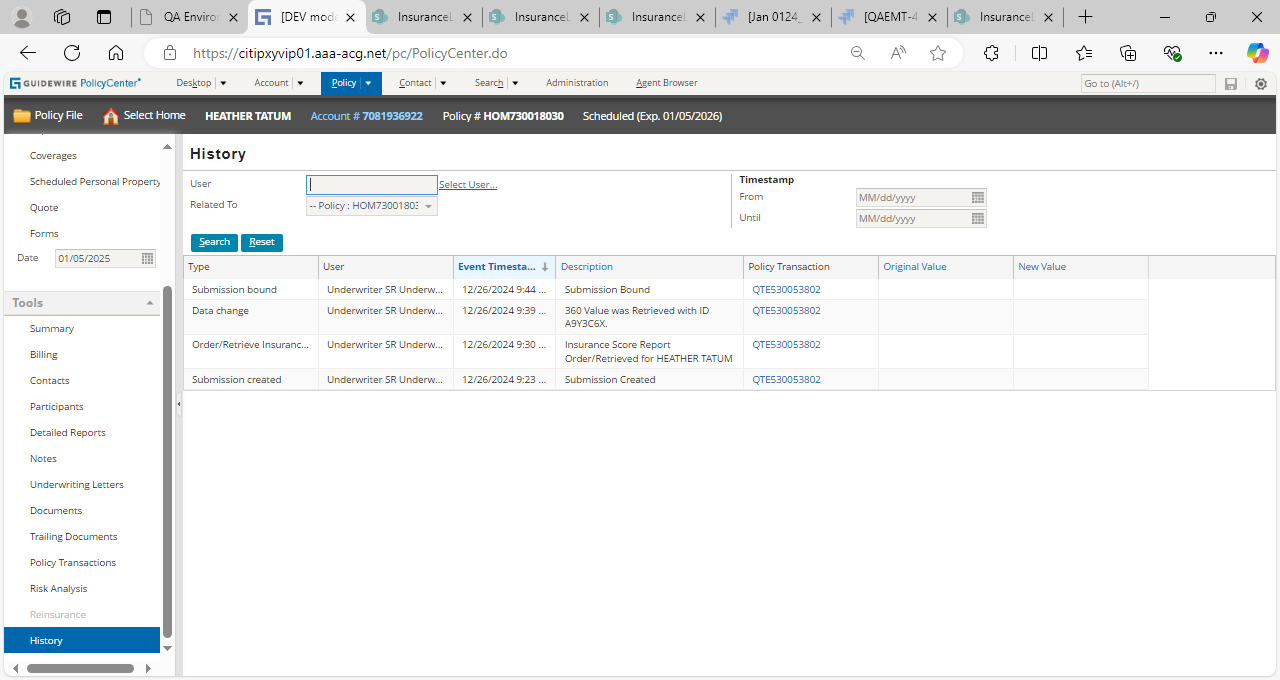 QA Enviror
[DEV mode
InsuranceL
InsuranceL
InsuranceL
[Jan 0124_
[QAEMT-4
InsuranceL
https://citipxyvip01.aaa-acg.net/pc/PolicyCenter.do
GUIDEWIRE PolicyCenter
Desktop
Account
Policy
Contact
Search
Administration
Agent Browser
Go to (Alt+/)
Policy File
Select Home
HEATHER TATUM
Account # 7081936922
Policy # HOM730018030
Scheduled (Exp. 01/05/2026)
Coverages
Scheduled Personal Property
Quote
Forms
Date 01/05/2025
Tools
Summary
Billing
Contacts
Participants
Detailed Reports
Notes
Underwriting Letters
Documents
Trailing Documents
Policy Transactions
Risk Analysis
Reinsurance
History
History
User
Select User...
Related To
-- Policy : HOM73001803
Timestamp
From MM/dd/yyyy
Until MM/dd/yyyy
Search Reset
Type User Event Timesta... Description Policy Transaction Original Value New Value
Submission bound Underwriter SR Underw... 12/26/2024 9:44 ... Submission Bound QTE530053802
Data change Underwriter SR Underw... 12/26/2024 9:39 ... 360 Value was Retrieved with ID QTE530053802
A9Y3C6X.
Order/Retrieve Insuranc... Underwriter SR Underw... 12/26/2024 9:30 ... Insurance Score Report QTE530053802
Order/Retrieved for HEATHER TATUM
Submission created Underwriter SR Underw... 12/26/2024 9:23 ... Submission Created QTE530053802